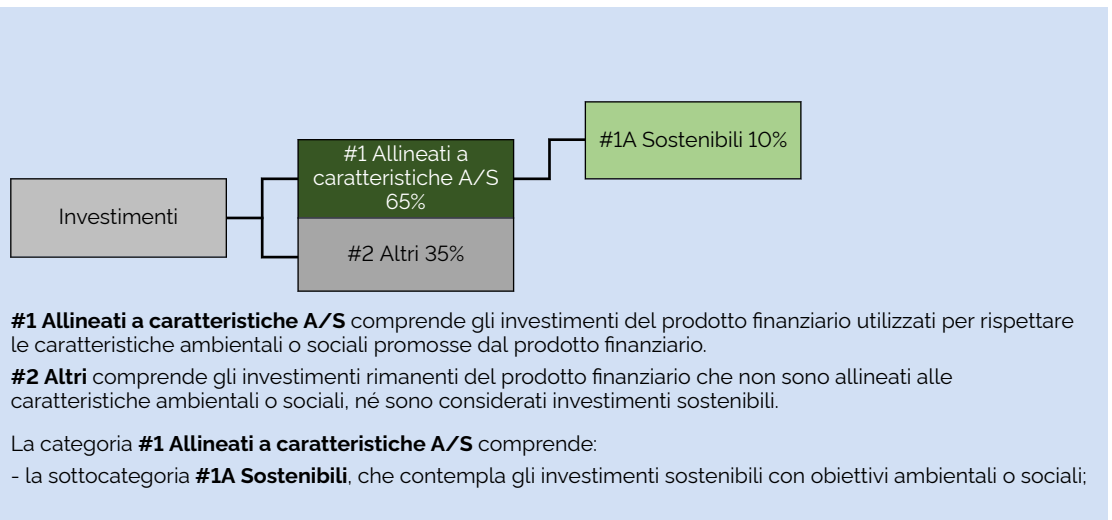 #1A Sostenibili 10%
#1 Allineati a
caratteristiche A/S
65%
Investimenti
#2 Altri 35%
#1 Allineati a caratteristiche A/S comprende gli investimenti del prodotto finanziario utilizzati per rispettare
le caratteristiche ambientali o sociali promosse dal prodotto finanziario.
#2 Altri comprende gli investimenti rimanenti del prodotto finanziario che non sono allineati alle
caratteristiche ambientali o sociali, né sono considerati investimenti sostenibili.
La categoria #1 Allineati a caratteristiche A/S comprende:
- la sottocategoria #1A Sostenibili, che contempla gli investimenti sostenibili con obiettivi ambientali o sociali;